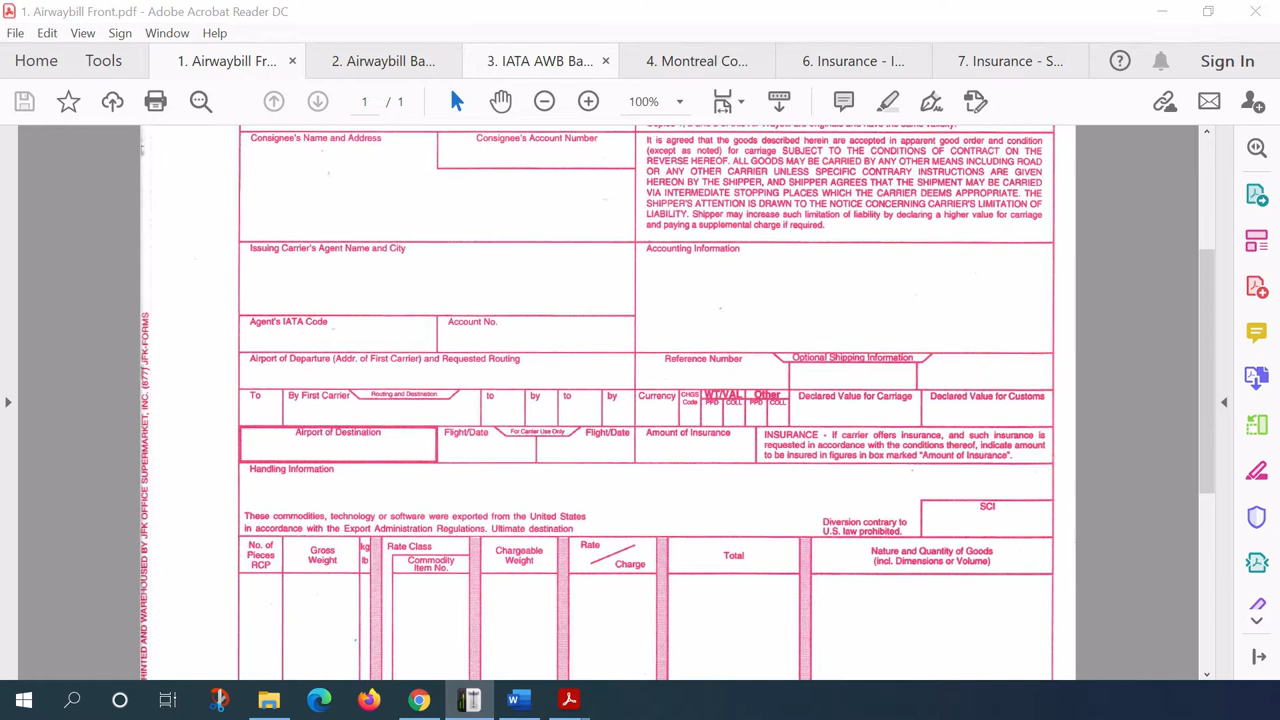 1. Airwaybill Front.pdf - Adobe Acrobat Reader DC
File Edit View Sign Window Help
Home Tools 1. Airwaybill Fr... × 2. Airwaybill Ba... 3. IATA AWB Ba... × 4. Montreal Co... 6. Insurance - I... 7. Insurance - S... Sign In
1 / 1 100%
Consignee's Name and Address
Consignee's Account Number
It is agreed that the goods described herein are accepted in apparent good order and condition
(except as noted) for carriage SUBJECT TO THE CONDITIONS OF CONTRACT ON THE
REVERSE HEREOF. ALL GOODS MAY BE CARRIED BY ANY OTHER MEANS INCLUDING ROAD
OR ANY OTHER CARRIER UNLESS SPECIFIC CONTRARY INSTRUCTIONS ARE GIVEN
HEREON BY THE SHIPPER, AND SHIPPER AGREES THAT THE SHIPMENT MAY BE CARRIED
VIA INTERMEDIATE STOPPING PLACES WHICH THE CARRIER DEEMS APPROPRIATE. THE
SHIPPER'S ATTENTION IS DRAWN TO THE NOTICE CONCERNING CARRIER'S LIMITATION OF
LIABILITY. Shipper may increase such limitation of liability by declaring a higher value for carriage
and paying a supplemental charge if required.
Issuing Carrier's Agent Name and City
Accounting Information
Agent's IATA Code
Account No.
Airport of Departure (Addr. of First Carrier) and Requested Routing
Reference Number
Optional Shipping Information
To By First Carrier Routing and Destination to by to by
Currency CHGS Code WT/VAL PPD COLL Other PPD COLL
Declared Value for Carriage
Declared Value for Customs
Airport of Destination
Flight/Date For Carrier Use Only Flight/Date
Amount of Insurance
INSURANCE - If carrier offers insurance, and such insurance is
requested in accordance with the conditions thereof, indicate amount
to be insured in figures in box marked "Amount of Insurance".
Handling Information
SCI
These commodities, technology or software were exported from the United States
in accordance with the Export Administration Regulations. Ultimate destination
Diversion contrary to
U.S. law prohibited.
No. of
Pieces
RCP
Gross
Weight
kg
lb
Rate Class
Commodity
Item No.
Chargeable
Weight
Rate
Charge
Total
Nature and Quantity of Goods
(incl. Dimensions or Volume)
WAREHOUSED BY JFK OFFICE SUPERMARKET, INC. (877) JFK-FORMS